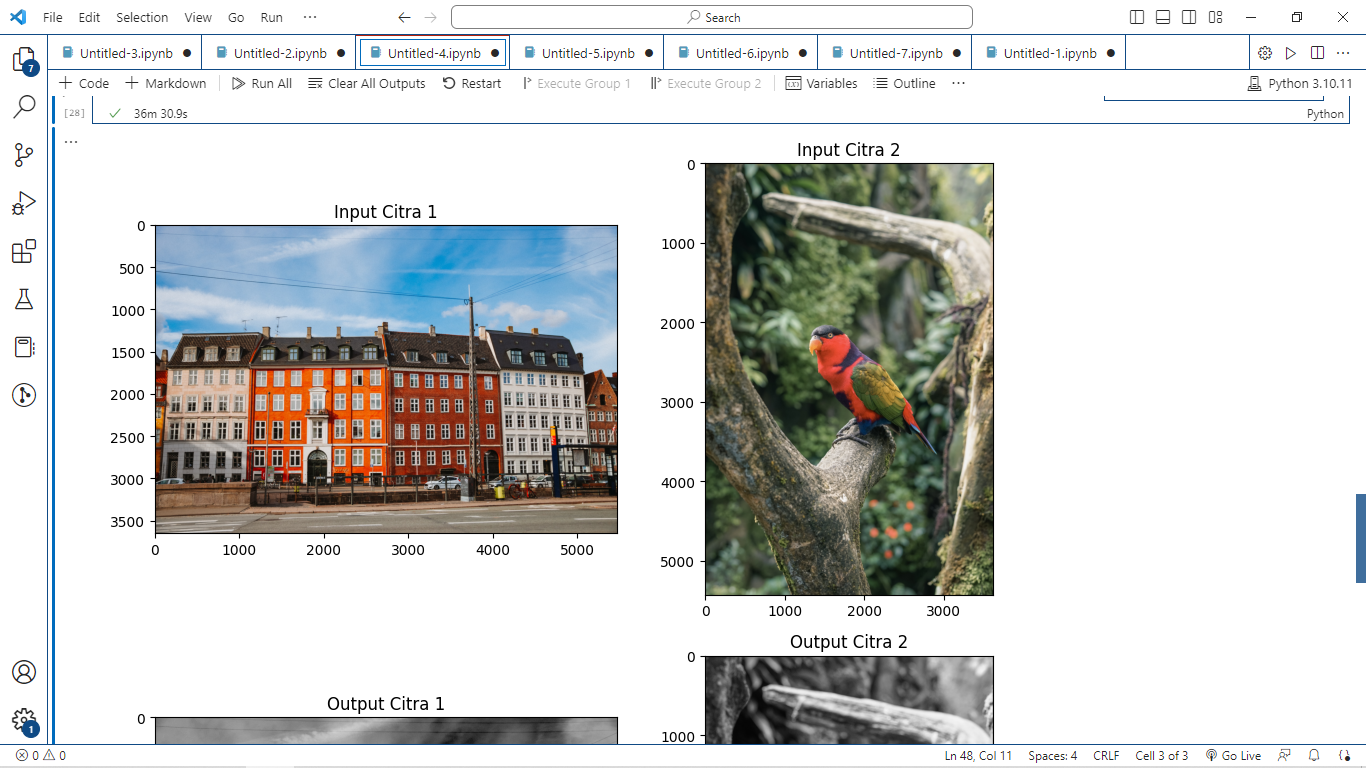 File Edit Selection View Go Run ··· Search
Untitled-3.ipynb Untitled-2.ipynb Untitled-4.ipynb Untitled-5.ipynb Untitled-6.ipynb Untitled-7.ipynb Untitled-1.ipynb
7
+ Code + Markdown Run All Clear All Outputs Restart Execute Group 1 Execute Group 2 Variables Outline ··· Python 3.10.11
[28] 36m 30.9s Python
...
Input Citra 1
0
500
1000
1500
2000
2500
3000
3500
0 1000 2000 3000 4000 5000
Input Citra 2
0
1000
2000
3000
4000
5000
0 1000 2000 3000
Output Citra 1
0
Output Citra 2
0
1000
1
0 0 Ln 48, Col 11 Spaces: 4 CRLF Cell 3 of 3 Go Live